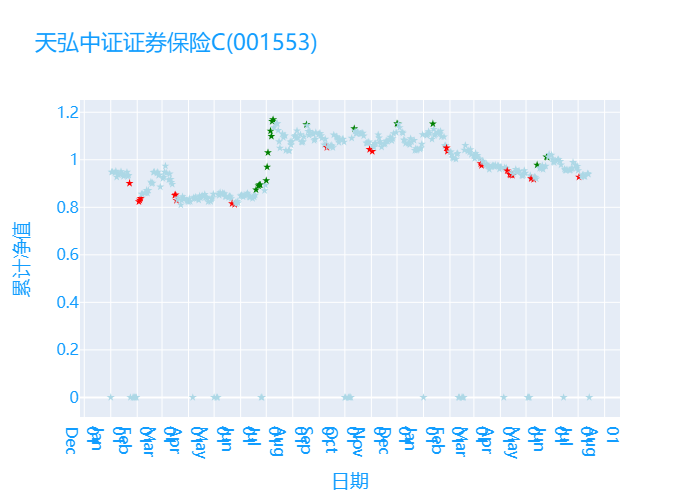 天弘中证证券保险C(001553)
累计净值
1.2
1
0.8
0.6
0.4
0.2
0
Dec
Jan
Feb
Mar
Apr
May
Jun
Jul
Aug
Sep
Oct
Nov
Dec
Jan
Feb
Mar
Apr
May
Jun
Jul
Aug
01
日期